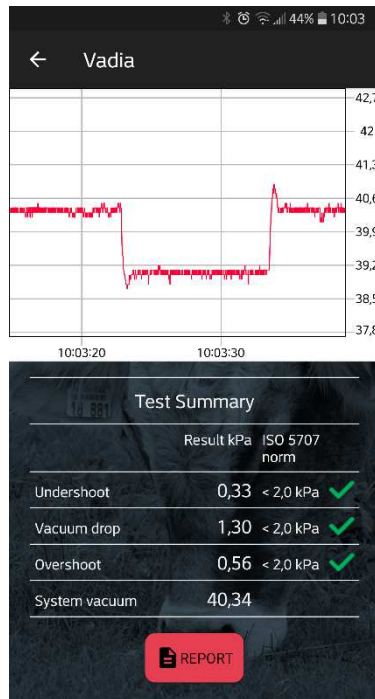 44% 10:03
Vadia
42,7
42
41,3
40,6
39,9
39,2
38,5
37,8
10:03:20 10:03:30
Test Summary
Result kPa ISO 5707
norm
Undershoot 0,33 < 2,0 kPa
Vacuum drop 1,30 < 2,0 kPa
Overshoot 0,56 < 2,0 kPa
System vacuum 40,34
REPORT